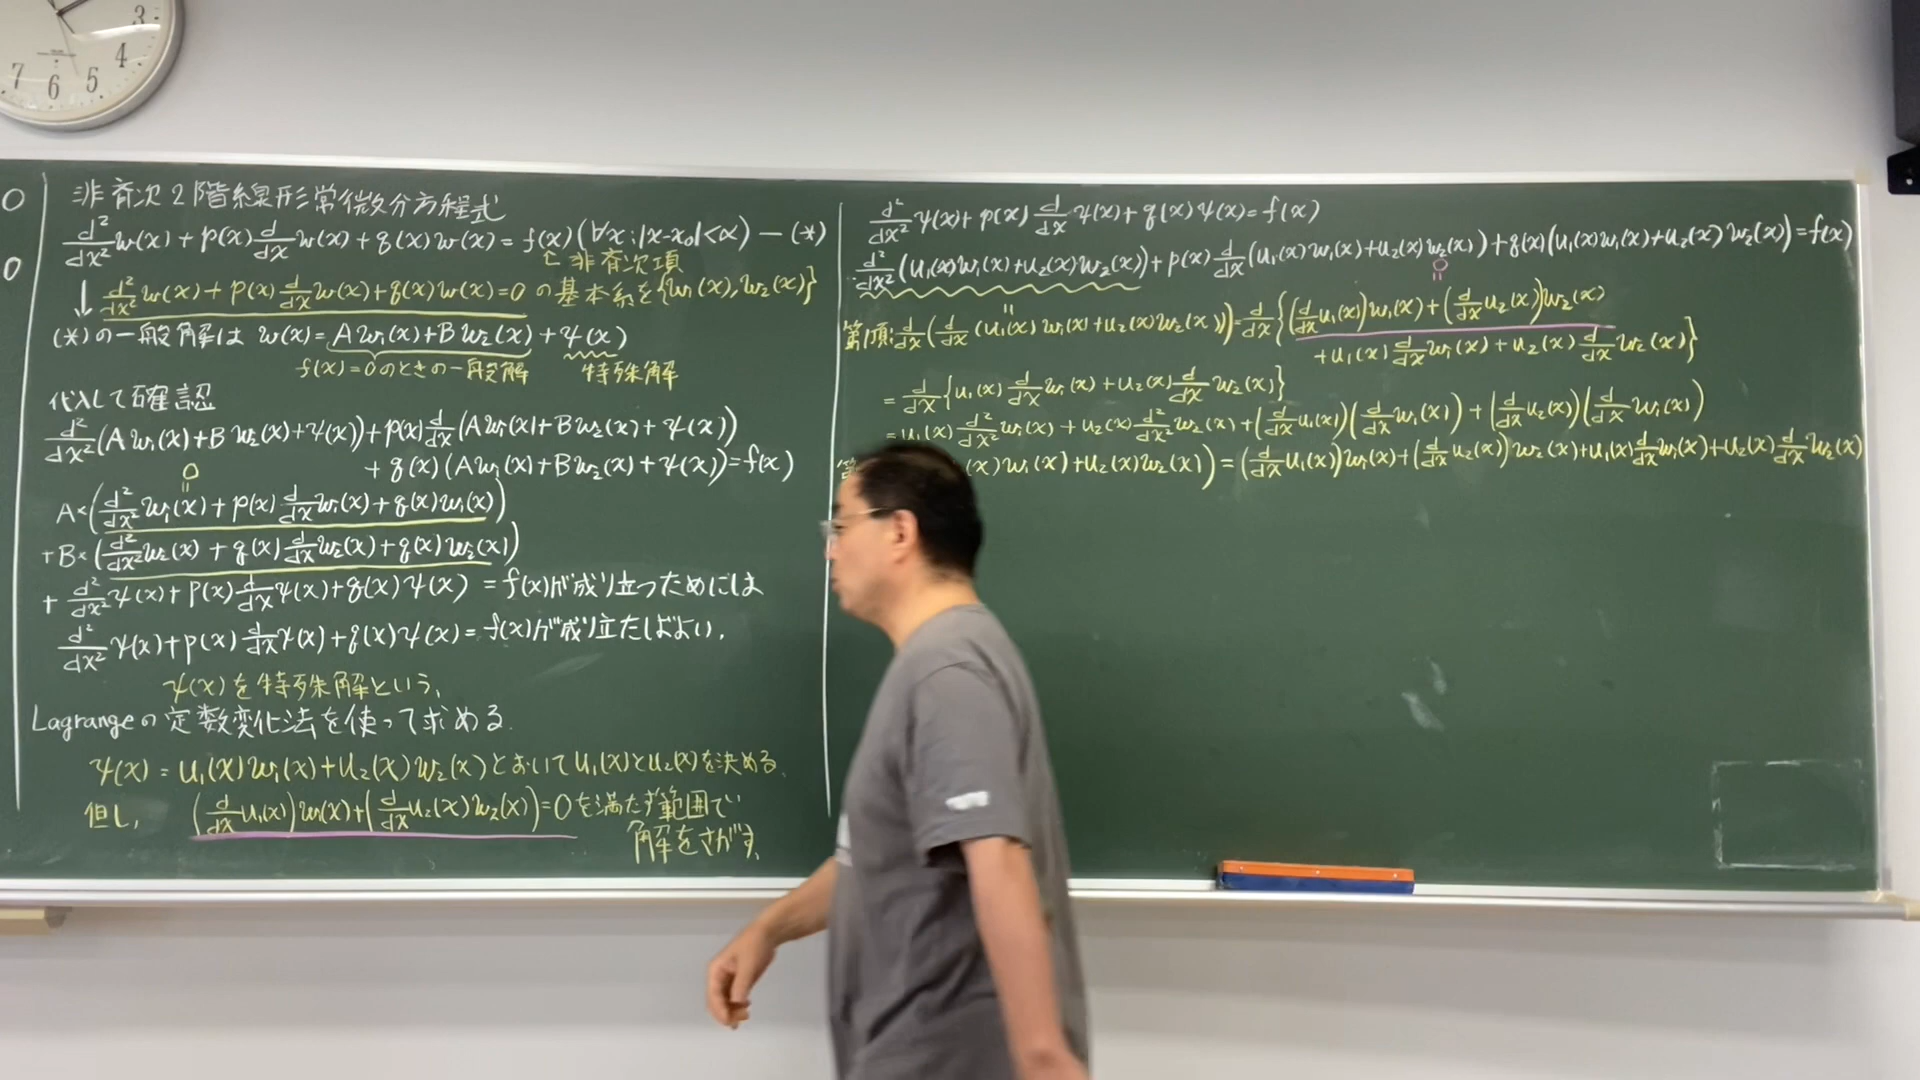 3
4
5
6
7
0
0
非斉次2階線形常微分方程式
d²/dx² w(x) + p(x) d/dx w(x) + q(x) w(x) = f(x) (∀x: |x-x₀|<α) — (*)
↑ 非斉次項
↓ d²/dx² w(x) + p(x) d/dx w(x) + q(x) w(x) = 0 の基本系を{w₁(x), w₂(x)}
(*)の一般解は w(x) = A w₁(x) + B w₂(x) + ψ(x)
f(x)=0のときの一般解 特殊解
代入して確認
d²/dx² (A w₁(x) + B w₂(x) + ψ(x)) + p(x) d/dx (A w₁(x) + B w₂(x) + ψ(x))
+ q(x) (A w₁(x) + B w₂(x) + ψ(x)) = f(x)
0
॥
A×(d²/dx² w₁(x) + p(x) d/dx w₁(x) + q(x) w₁(x))
+B×(d²/dx² w₂(x) + q(x) d/dx w₂(x) + q(x) w₂(x))
+ d²/dx² ψ(x) + p(x) d/dx ψ(x) + q(x) ψ(x) = f(x)が成り立つためには
d²/dx² ψ(x) + p(x) d/dx ψ(x) + q(x) ψ(x) = f(x)が成り立たばよい.
ψ(x)を特殊解という.
Lagrangeの定数変化法を使って求める.
ψ(x) = u₁(x) w₁(x) + u₂(x) w₂(x) とおいて u₁(x)と u₂(x)を決める.
但し, (d/dx u₁(x)) w₁(x) + (d/dx u₂(x) w₂(x)) = 0 を満たす範囲で
解をさがす.
d²/dx² ψ(x) + p(x) d/dx ψ(x) + q(x) ψ(x) = f(x)
d²/dx² (u₁(x) w₁(x) + u₂(x) w₂(x)) + p(x) d/dx (u₁(x) w₁(x) + u₂(x) w₂(x)) + q(x) (u₁(x) w₁(x) + u₂(x) w₂(x)) = f(x)
0
॥
॥
第1項: d/dx (d/dx (u₁(x) w₁(x) + u₂(x) w₂(x))) = d/dx {(d/dx u₁(x)) w₁(x) + (d/dx u₂(x)) w₂(x)
+ u₁(x) d/dx w₁(x) + u₂(x) d/dx w₂(x)}
= d/dx {u₁(x) d/dx w₁(x) + u₂(x) d/dx w₂(x)}
= u₁(x) d²/dx² w₁(x) + u₂(x) d²/dx² w₂(x) + (d/dx u₁(x)) (d/dx w₁(x)) + (d/dx u₂(x)) (d/dx w₂(x))
(x) w₁(x) + u₂(x) w₂(x)) = (d/dx u₁(x)) w₁(x) + (d/dx u₂(x)) w₂(x) + u₁(x) d/dx w₁(x) + u₂(x) d/dx w₂(x)